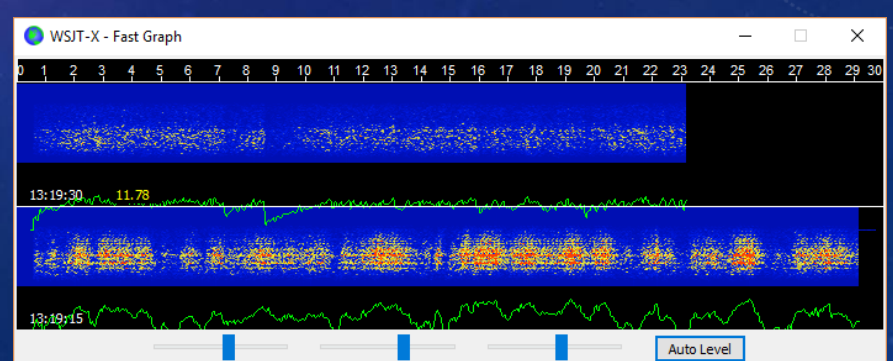 WSJT-X - Fast Graph
0 1 2 3 4 5 6 7 8 9 10 11 12 13 14 15 16 17 18 19 20 21 22 23 24 25 26 27 28 29 30
13:19:30 11.78
13:19:15
Auto Level